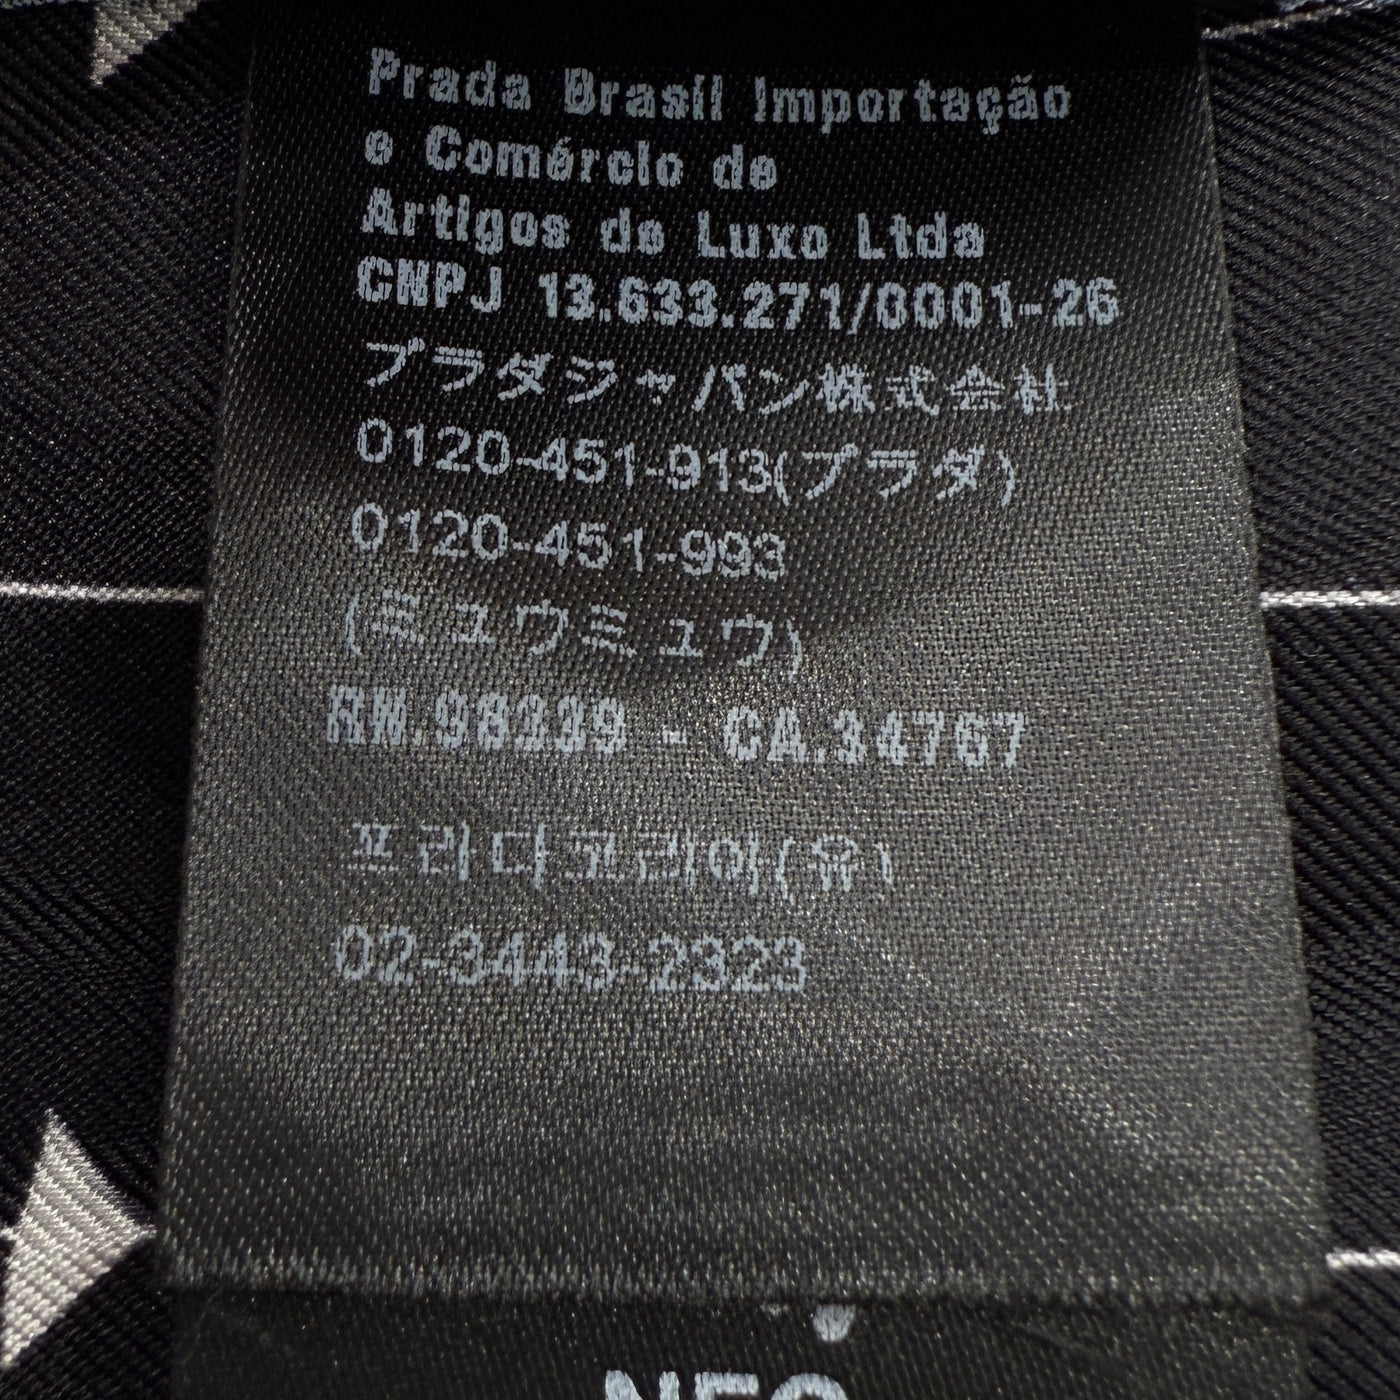 Prada Brasil Importação
e Comércio de
Artigos de Luxo Ltda
CNPJ 13.633.271/0001-26
プラダジャパン株式会社
0120-451-913(プラダ)
0120-451-993
(ミュウミュウ)
RN.98239 - CA.34767
프라다코리아(유)
02-3443-2323